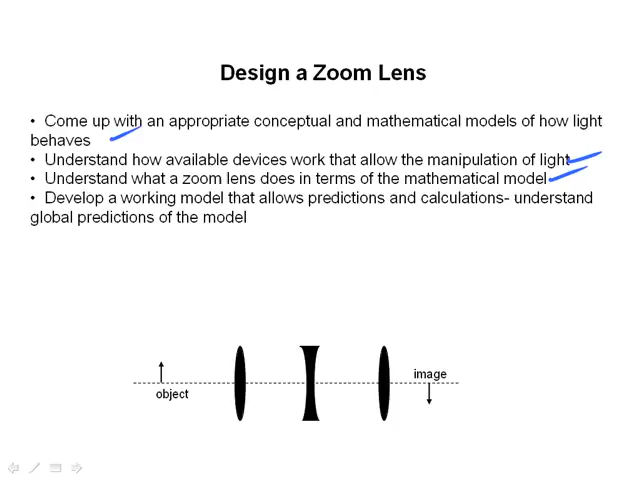 Design a Zoom Lens
• Come up with an appropriate conceptual and mathematical models of how light
behaves
• Understand how available devices work that allow the manipulation of light
• Understand what a zoom lens does in terms of the mathematical model
• Develop a working model that allows predictions and calculations- understand
global predictions of the model
image
object